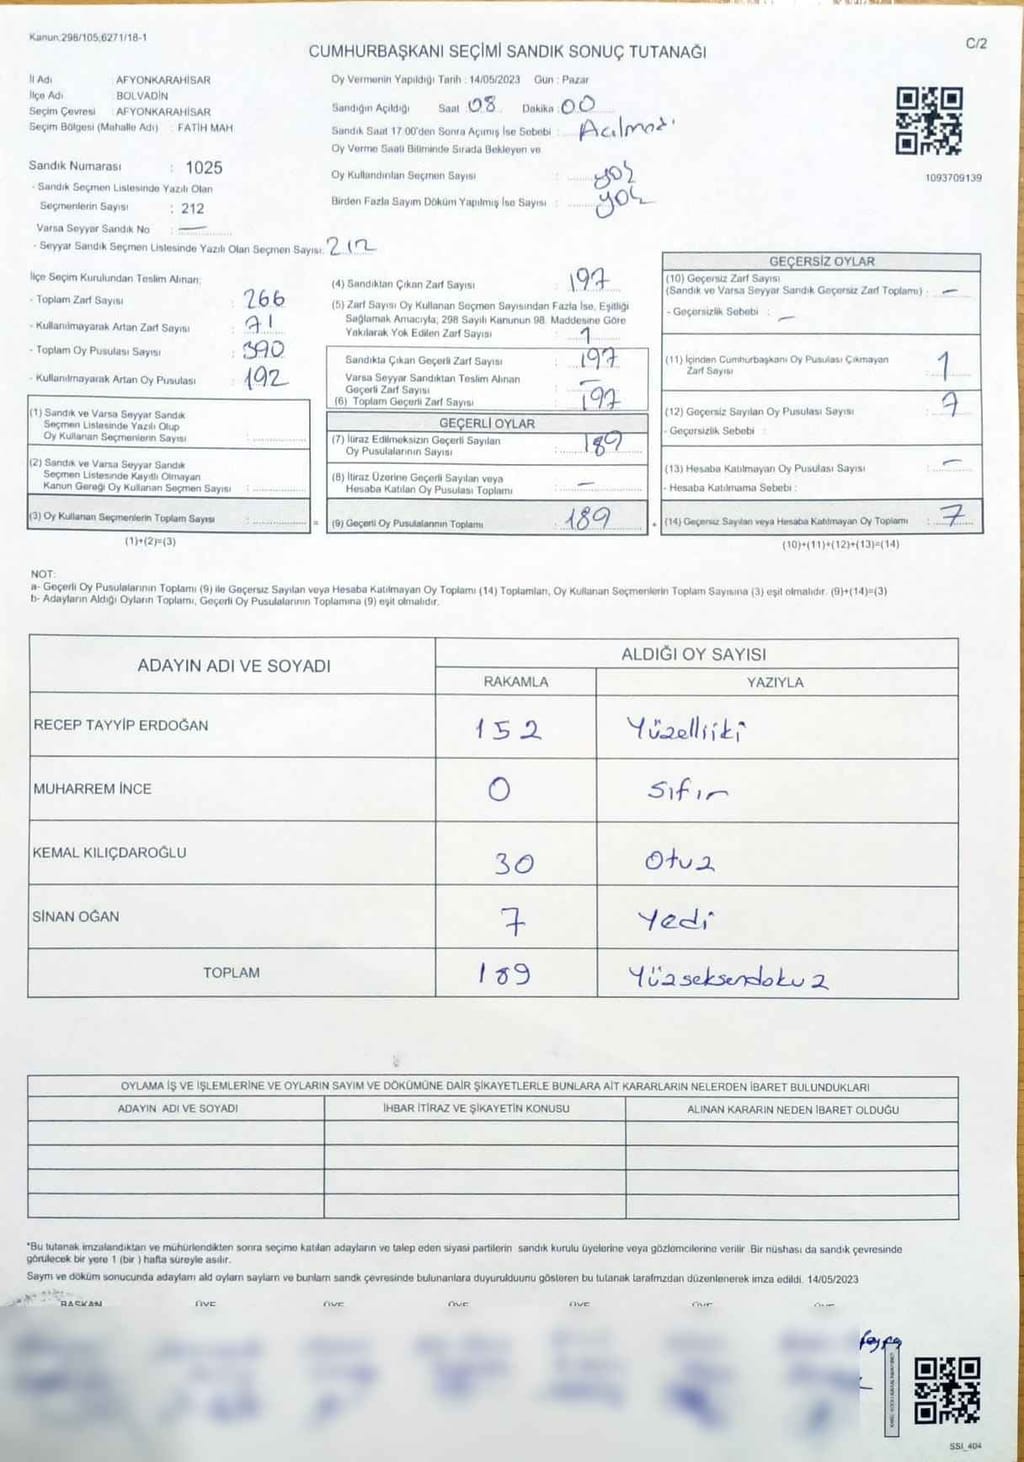 Kanun:298/105,6271/18-1
C/2
CUMHURBAŞKANI SEÇİMİ SANDIK SONUÇ TUTANAĞI
İl Adı AFYONKARAHİSAR
İlçe Adı BOLVADİN
Seçim Çevresi : AFYONKARAHİSAR
Seçim Bölgesi (Mahalle Adı) : FATİH MAH.
Sandık Numarası : 1025
- Sandık Seçmen Listesinde Yazılı Olan
Seçmenlerin Sayısı : 212
Varsa Seyyar Sandık No : —
- Seyyar Sandık Seçmen Listesinde Yazılı Olan Seçmen Sayısı: 212
Oy Vermenin Yapıldığı Tarih : 14/05/2023 Gün : Pazar
Sandığın Açıldığı Saat 08 Dakika : 00
Sandık Saat 17.00'den Sonra Açımış İse Sebebi : Acılmadı
Oy Verme Saati Bitiminde Sırada Bekleyen ve
Oy Kullandırılan Seçmen Sayısı : yok
Birden Fazla Sayım Döküm Yapılmış İse Sayısı : yok
1093709139
İlçe Seçim Kurulundan Teslim Alınan;
- Toplam Zarf Sayısı : 266
- Kullanılmayarak Artan Zarf Sayısı : 71
- Toplam Oy Pusulası Sayısı : 390
- Kullanılmayarak Artan Oy Pusulası : 192
(1) Sandık ve Varsa Seyyar Sandık
Seçmen Listesinde Yazılı Olup
Oy Kullanan Seçmenlerin Sayısı :
(2) Sandık ve Varsa Seyyar Sandık
Seçmen Listesinde Kayıtlı Olmayan
Kanun Gereği Oy Kullanan Seçmen Sayısı :
(3) Oy Kullanan Seçmenlerin Toplam Sayısı :
(1)+(2)=(3)
(4) Sandıktan Çıkan Zarf Sayısı : 197
(5) Zarf Sayısı Oy Kullanan Seçmen Sayısından Fazla İse, Eşitliği
Sağlamak Amacıyla, 298 Sayılı Kanunun 98. Maddesine Göre
Yakılarak Yok Edilen Zarf Sayısı : 1
Sandıkta Çıkan Geçerli Zarf Sayısı : 197
Varsa Seyyar Sandıktan Teslim Alınan
Geçerli Zarf Sayısı : —
(6) Toplam Geçerli Zarf Sayısı : 197
GEÇERLİ OYLAR
(7) İtiraz Edilmeksizin Geçerli Sayılan
Oy Pusulalarının Sayısı : 189
(8) İtiraz Üzerine Geçerli Sayılan veya
Hesaba Katılan Oy Pusulası Toplamı : —
= (9) Geçerli Oy Pusulalarının Toplamı : 189
GEÇERSİZ OYLAR
(10) Geçersiz Zarf Sayısı
(Sandık ve Varsa Seyyar Sandık Geçersiz Zarf Toplamı) : —
- Geçersizlik Sebebi : —
(11) İçinden Cumhurbaşkanı Oy Pusulası Çıkmayan
Zarf Sayısı : 1
(12) Geçersiz Sayılan Oy Pusulası Sayısı : 7
- Geçersizlik Sebebi :
(13) Hesaba Katılmayan Oy Pusulası Sayısı : —
- Hesaba Katılmama Sebebi :
+ (14) Geçersiz Sayılan veya Hesaba Katılmayan Oy Toplamı : 7
(10)+(11)+(12)+(13)=(14)
NOT:
a- Geçerli Oy Pusulalarının Toplamı (9) ile Geçersiz Sayılan veya Hesaba Katılmayan Oy Toplamı (14) Toplamları, Oy Kullanan Seçmenlerin Toplam Sayısına (3) eşit olmalıdır. (9)+(14)=(3)
b- Adayların Aldığı Oyların Toplamı, Geçerli Oy Pusulalarının Toplamına (9) eşit olmalıdır.
ADAYIN ADI VE SOYADI ALDIĞI OY SAYISI
RAKAMLA YAZIYLA
RECEP TAYYİP ERDOĞAN 152 Yüzelliiki
MUHARREM İNCE 0 Sıfır
KEMAL KILIÇDAROĞLU 30 Otuz
SİNAN OĞAN 7 Yedi
TOPLAM 189 Yüzseksendokuz
OYLAMA İŞ VE İŞLEMLERİNE VE OYLARIN SAYIM VE DÖKÜMÜNE DAİR ŞİKAYETLERLE BUNLARA AİT KARARLARIN NELERDEN İBARET BULUNDUKLARI
ADAYIN ADI VE SOYADI İHBAR İTİRAZ VE ŞİKAYETİN KONUSU ALINAN KARARIN NEDEN İBARET OLDUĞU
*Bu tutanak imzalandıktan ve mühürlendikten sonra seçime katılan adayların ve talep eden siyasi partilerin sandık kurulu üyelerine veya gözlemcilerine verilir. Bir nüshası da sandık çevresinde
görülecek bir yere 1 (bir ) hafta süreyle asılır.
Sayım ve döküm sonucunda adayların aldı oyların sayıları ve bunların sandık çevresinde bulunanlara duyurulduunu gösteren bu tutanak tarafımızdan düzenlenerek imza edildi. 14/05/2023
BAŞKAN ÜYE ÜYE ÜYE ÜYE ÜYE ÜYE
SSI_404